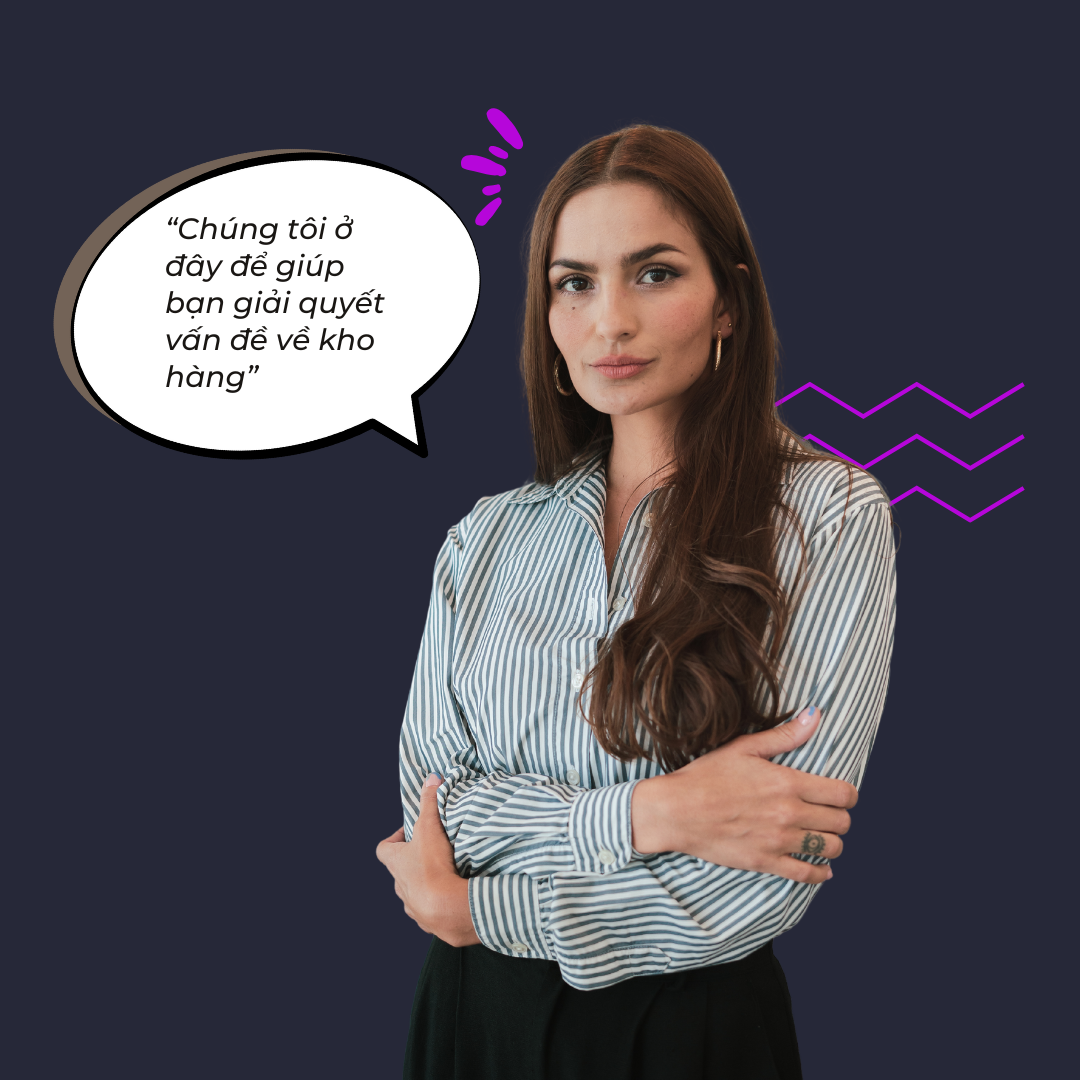 “Chúng tôi ở
đây để giúp
bạn giải quyết
vấn đề về kho
hàng”